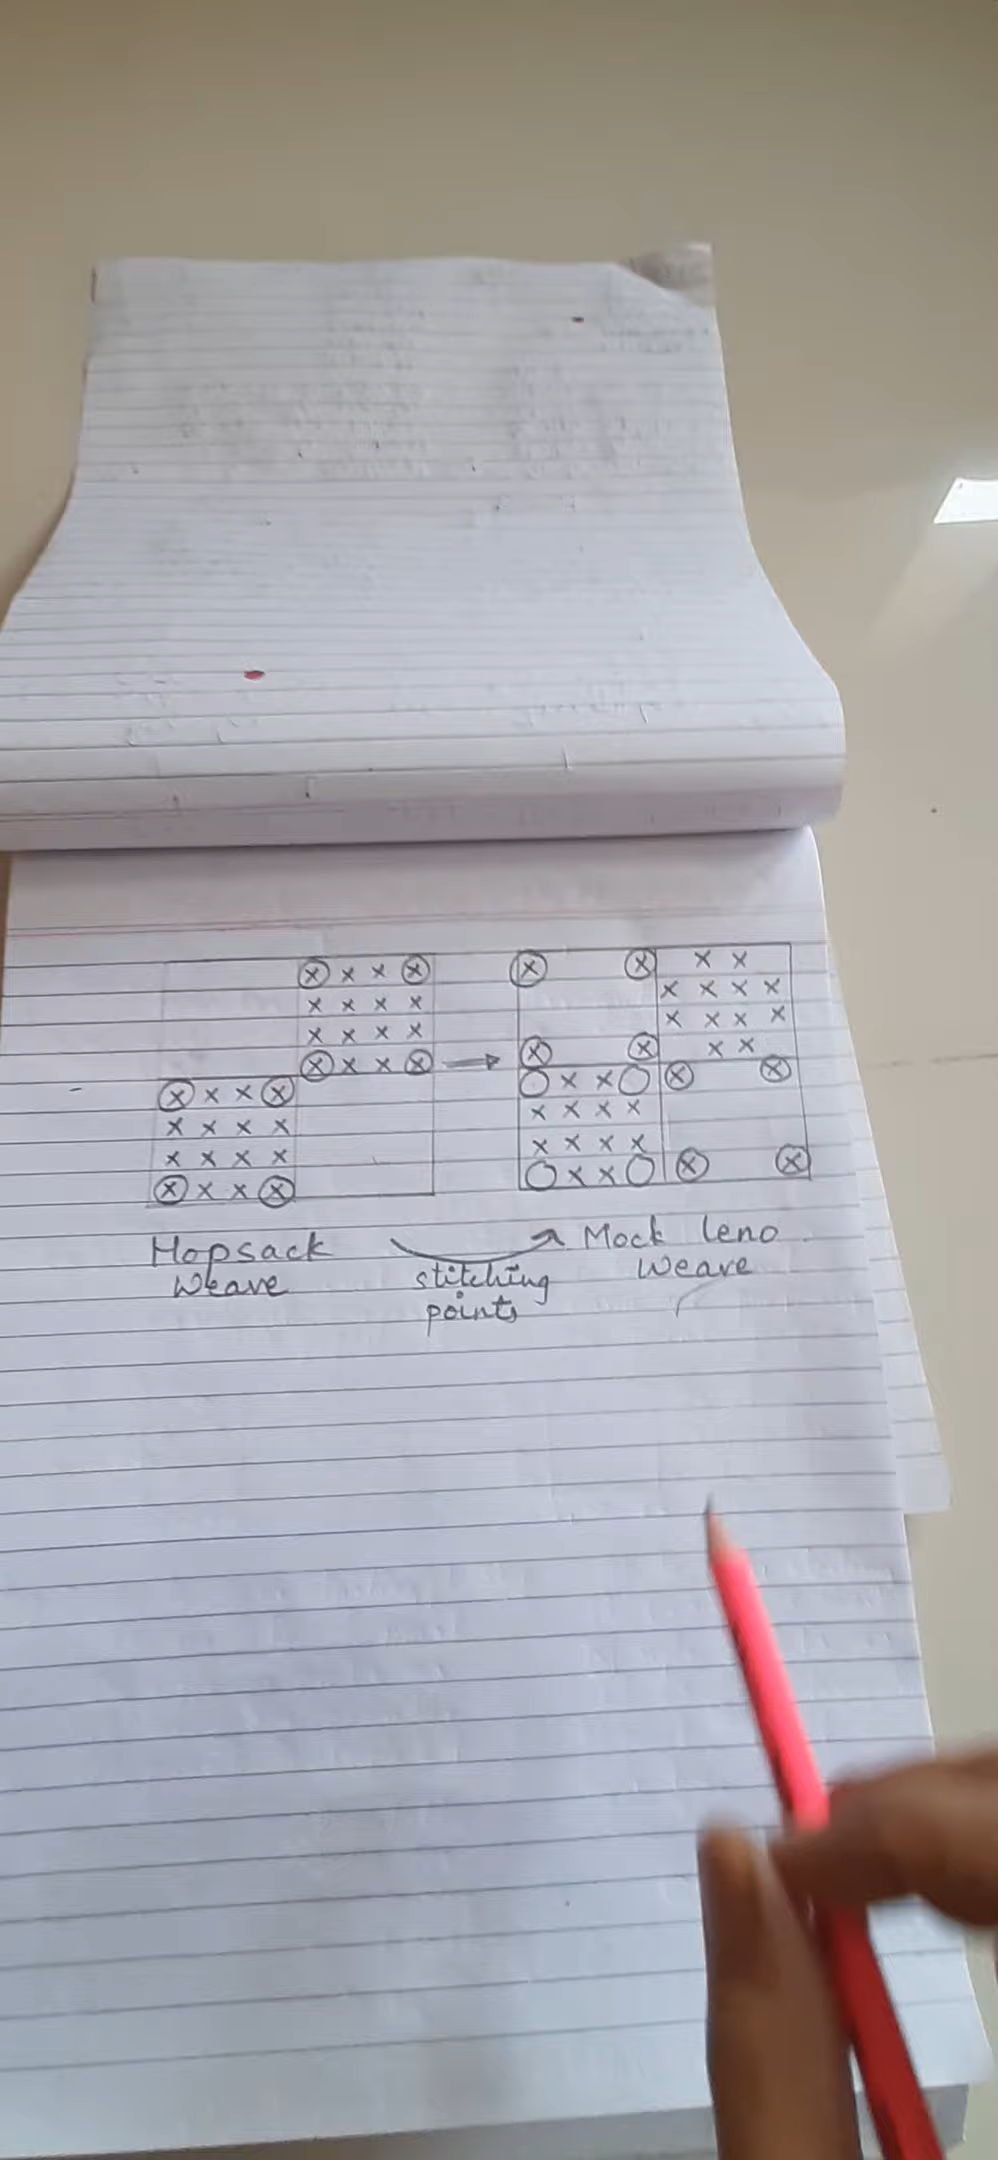 ⊗ x x ⊗
x x x x
x x x x
⊗ x x ⊗
⊗ x x ⊗
x x x x
x x x x
⊗ x x ⊗
⊗ ⊗ x x
x x x x
x x x x
⊗ ⊗ x x
O x x O ⊗ ⊗
x x x x
x x x x
O x x O ⊗ ⊗
Hopsack
Weave
stitching
points
Mock leno
Weave